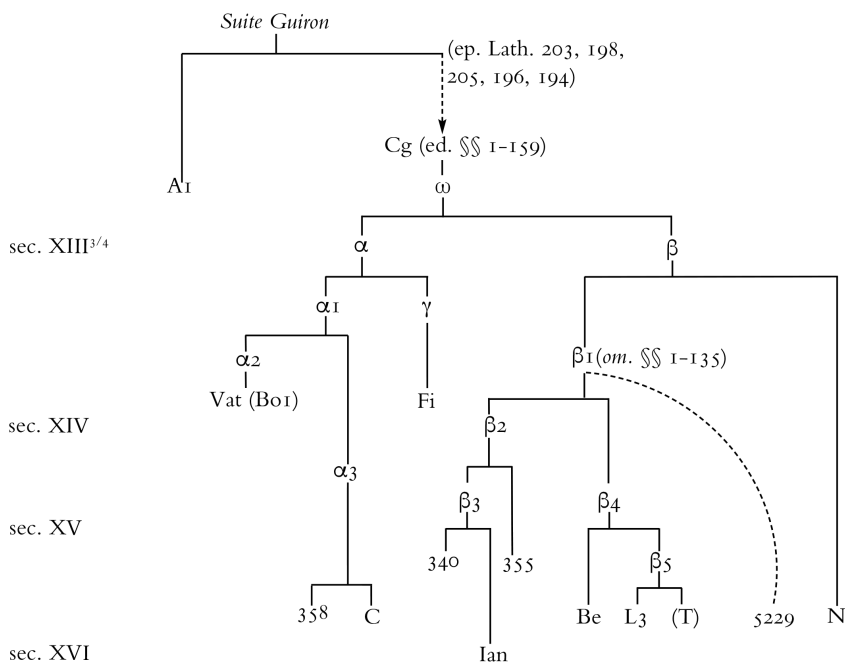 Suite Guiron
(ep. Lath. 203, 198,
205, 196, 194)
Cg (ed. §§ 1-159)
A1
ω
sec. XIII³/⁴
α
β
α1
γ
α2
β1(om. §§ 1-135)
Vat (Bo1)
Fi
sec. XIV
β2
α3
β3
β4
sec. XV
340
355
β5
358
C
Be
L3
(T)
5229
N
sec. XVI
Ian